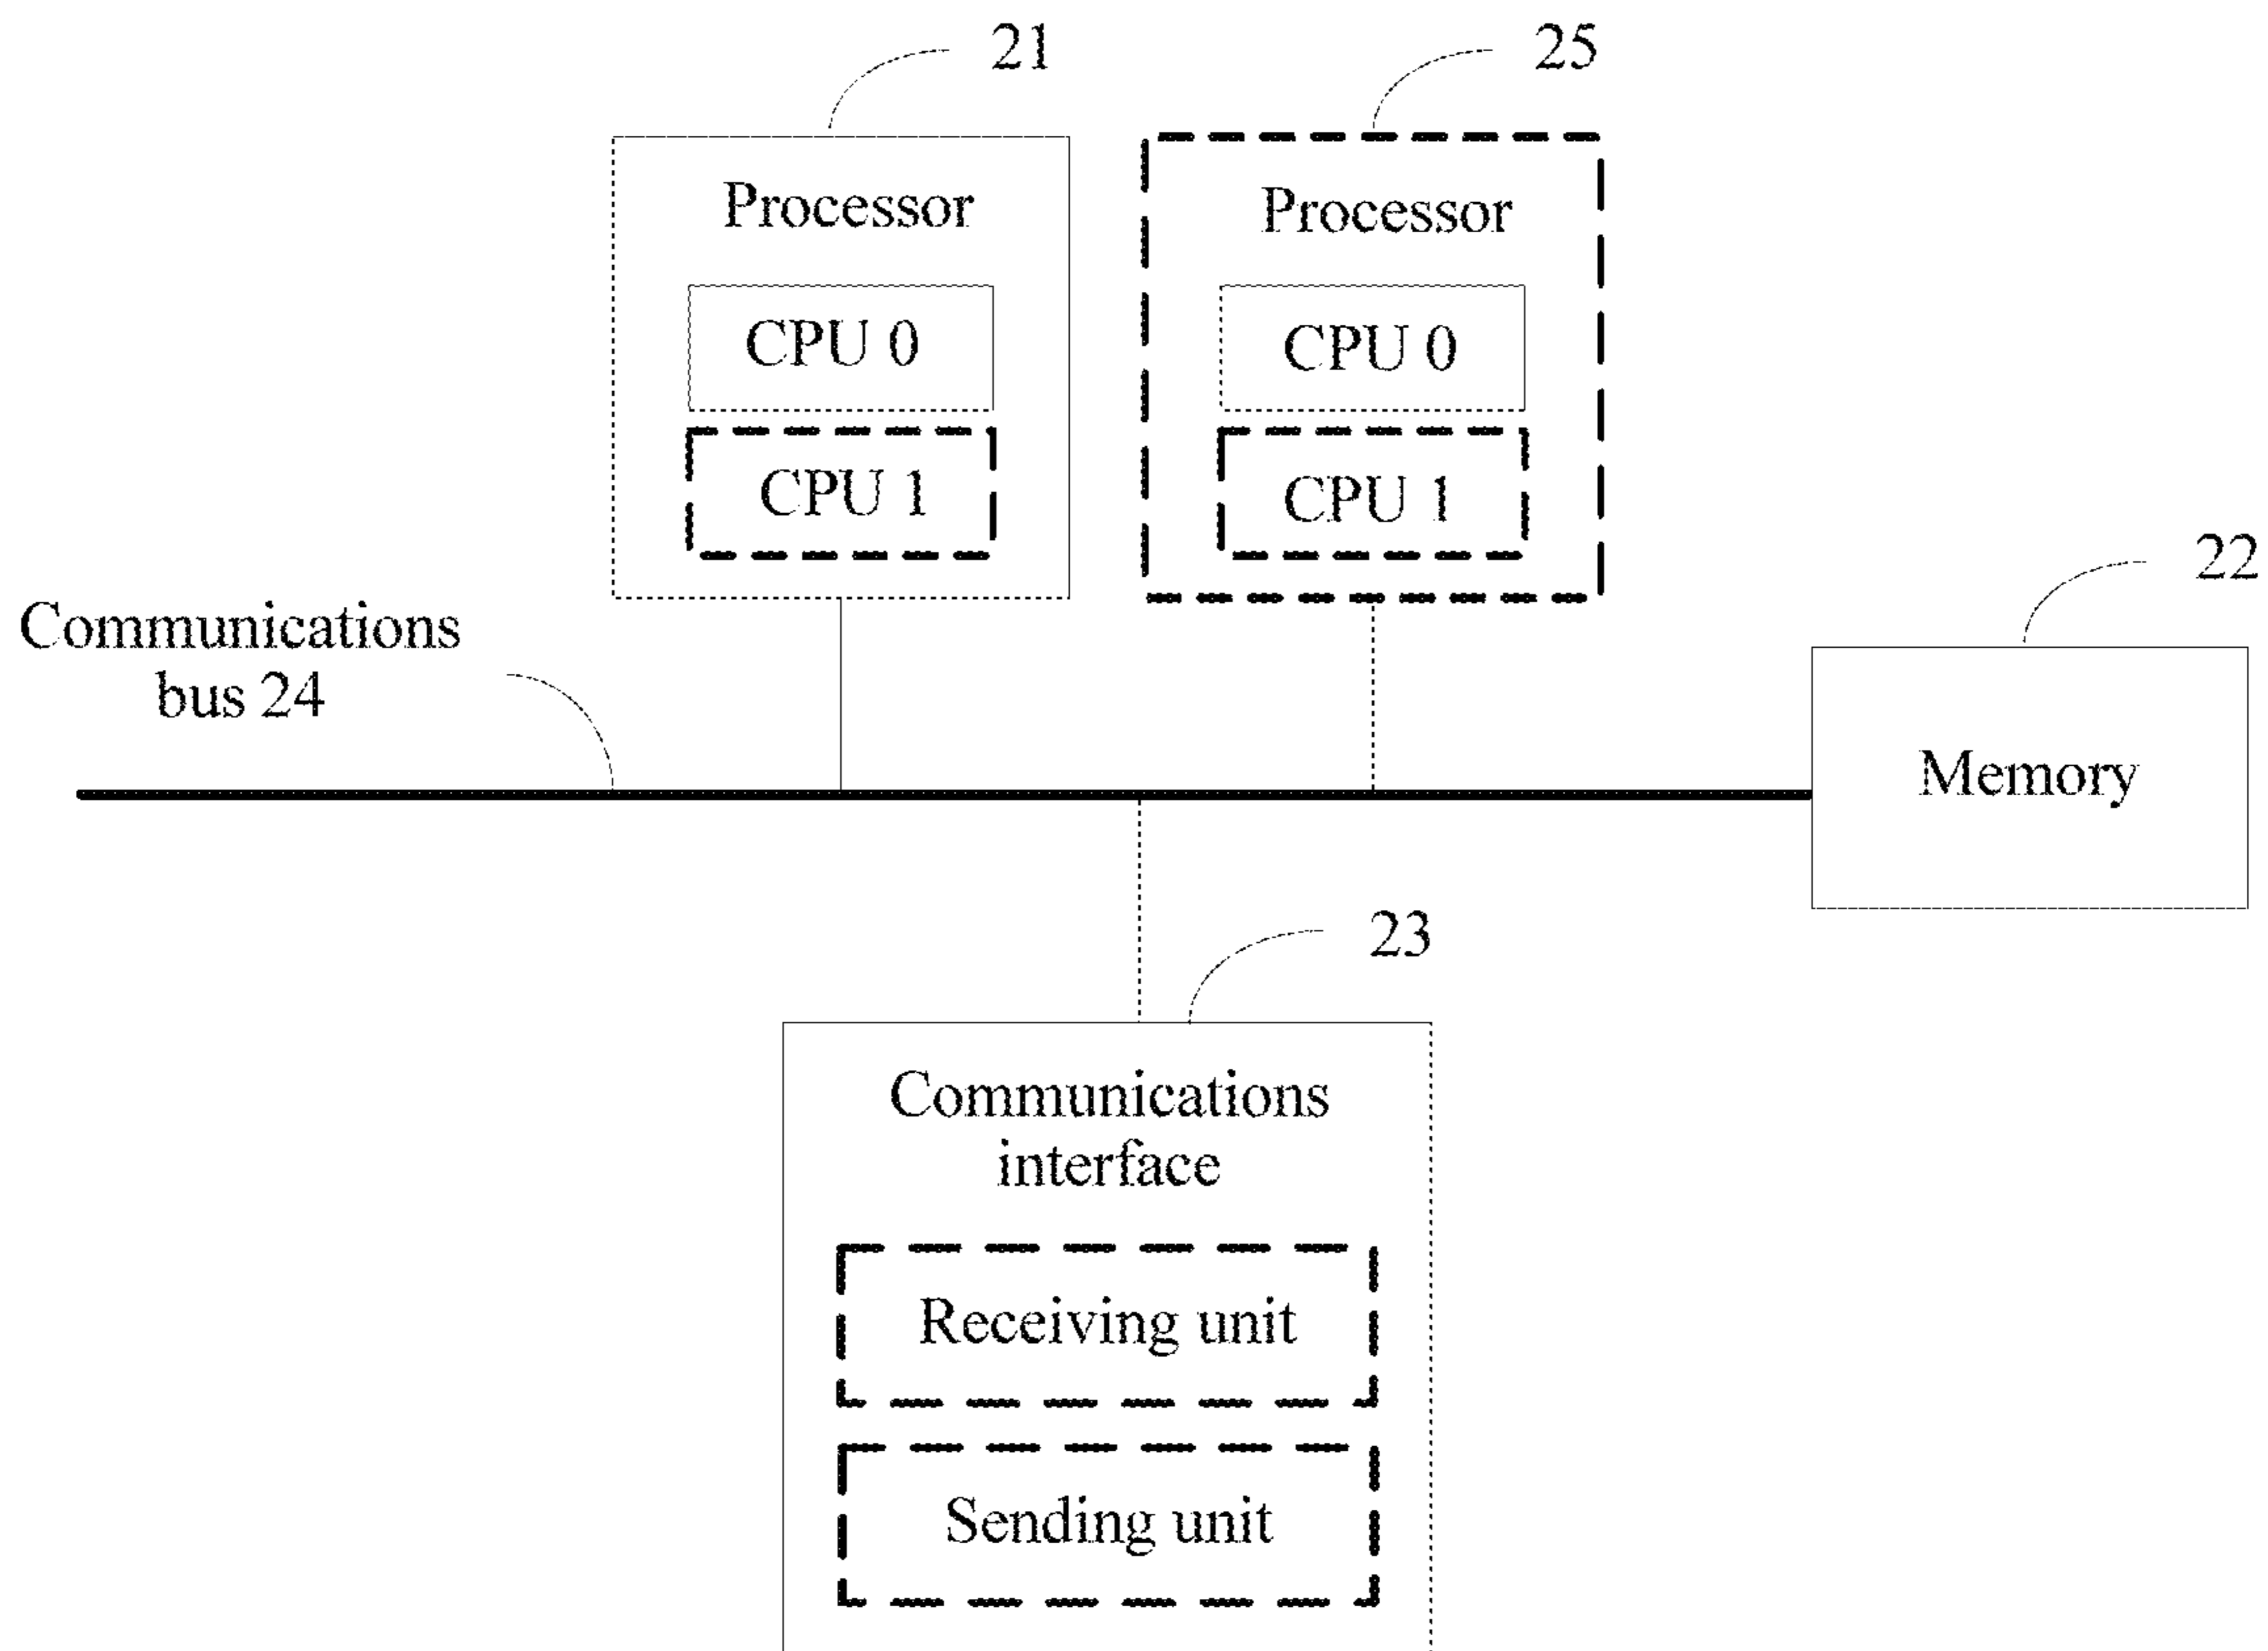 21
25
Processor
Processor
CPU 0
CPU 0
CPU 1
CPU 1
22
Communications
bus 24
Memory
23
Communications
interface
Receiving unit
Sending unit